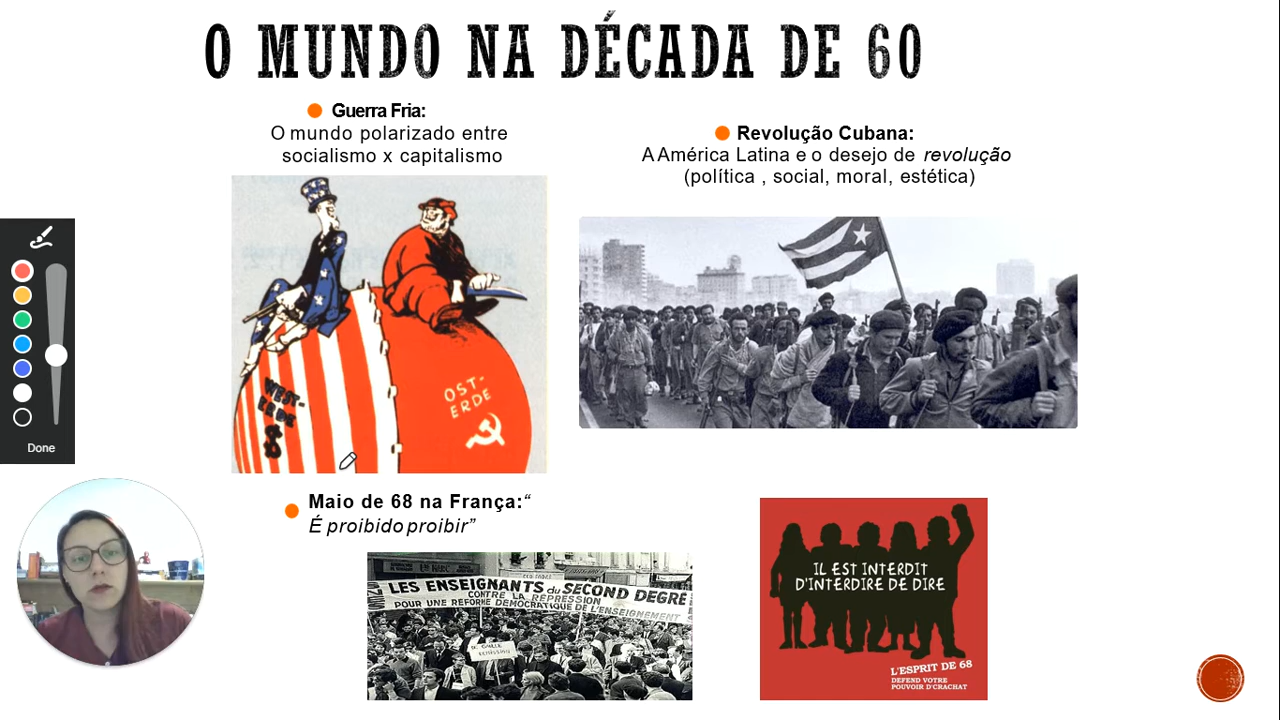 O MUNDO NA DÉCADA DE 60
Guerra Fria:
O mundo polarizado entre
socialismo x capitalismo
Revolução Cubana:
A América Latina e o desejo de revolução
(política , social, moral, estética)
WEST-
ERDE
OST-
ERDE
Done
Maio de 68 na França:“
É proibido proibir”
LES ENSEIGNANTS du SECOND DEGRÉ
CONTRE LA REPRESSION
POUR UNE REFORME DEMOCRATIQUE DE L'ENSEIGNEMENT
DE GAULLE
IL EST INTERDIT
D'INTERDIRE DE DIRE
L'ESPRIT DE 68
DEFEND VOTRE
POUVOIR D'CRACHAT